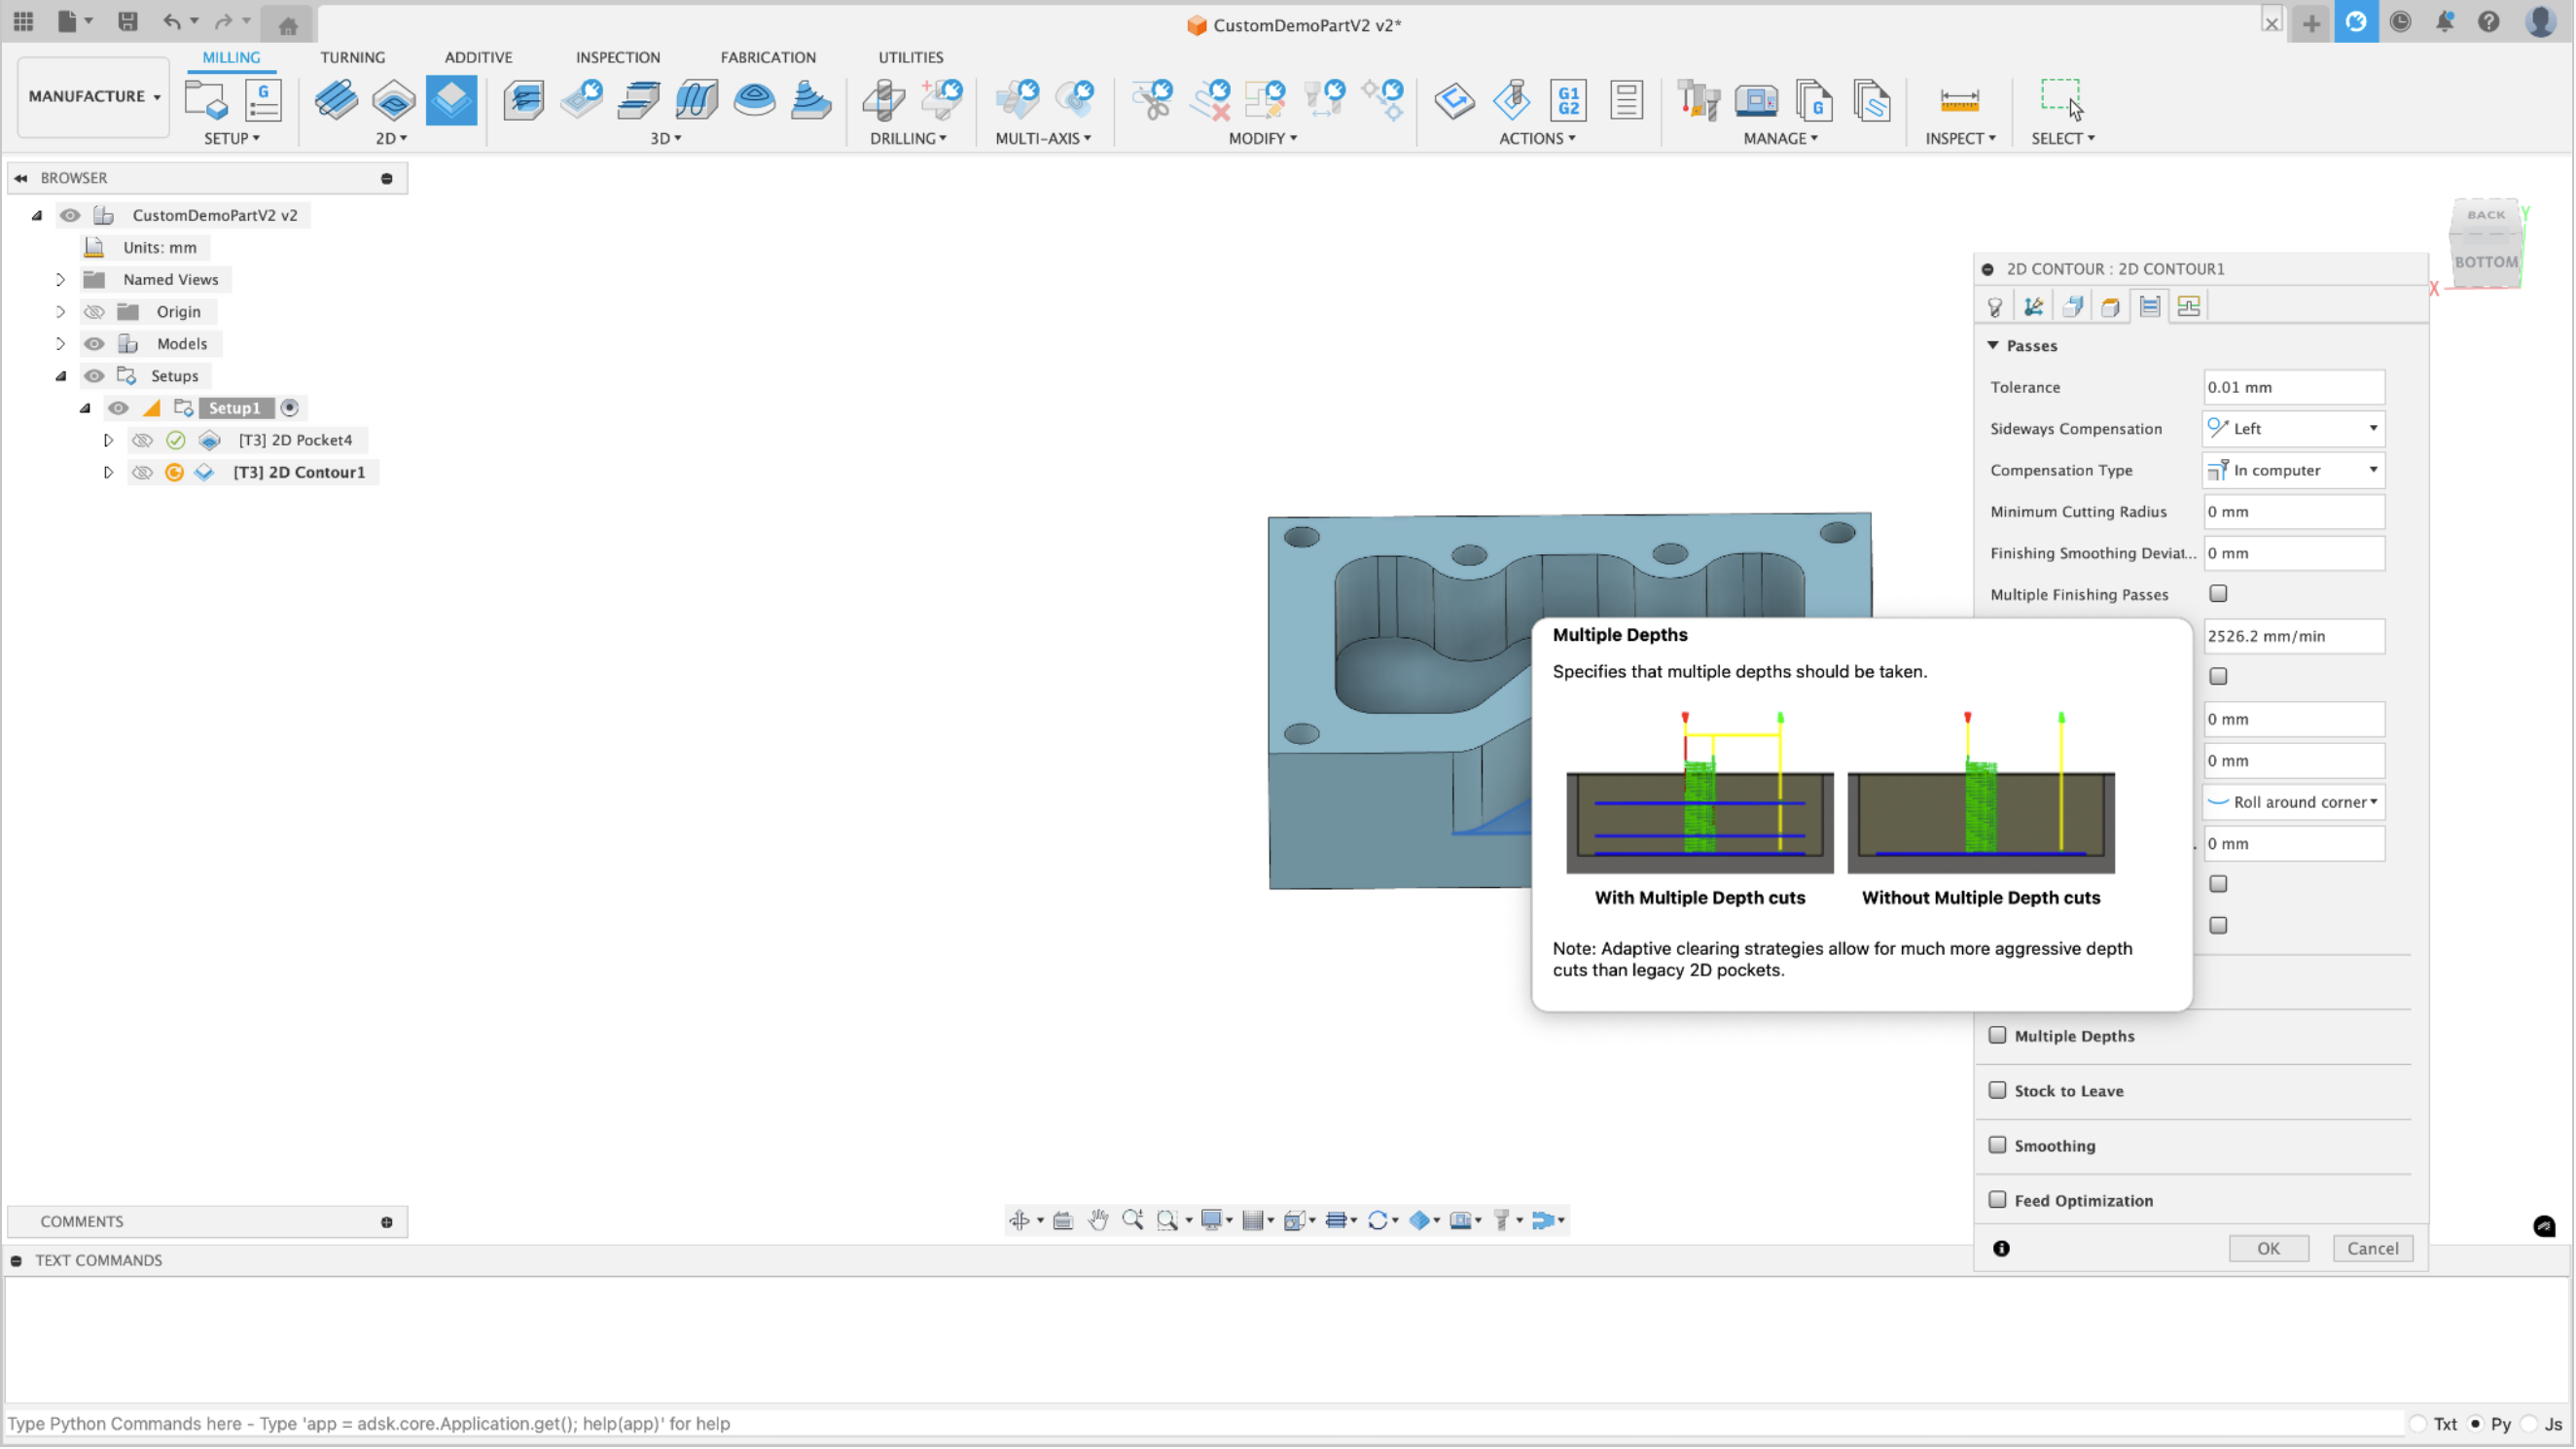 CustomDemoPartV2 v2*
MILLING TURNING ADDITIVE INSPECTION FABRICATION UTILITIES
MANUFACTURE
G
G1
G2
G
SETUP 2D 3D DRILLING MULTI-AXIS MODIFY ACTIONS MANAGE INSPECT SELECT
BROWSER
CustomDemoPartV2 v2
Units: mm
Named Views
Origin
Models
Setups
Setup1
[T3] 2D Pocket4
[T3] 2D Contour1
BACK
BOTTOM
Y
X
2D CONTOUR : 2D CONTOUR1
Passes
Tolerance 0.01 mm
Sideways Compensation Left
Compensation Type In computer
Minimum Cutting Radius 0 mm
Finishing Smoothing Deviat... 0 mm
Multiple Finishing Passes
2526.2 mm/min
0 mm
0 mm
Roll around corner
0 mm
Multiple Depths
Specifies that multiple depths should be taken.
With Multiple Depth cuts Without Multiple Depth cuts
Note: Adaptive clearing strategies allow for much more aggressive depth
cuts than legacy 2D pockets.
Multiple Depths
Stock to Leave
Smoothing
Feed Optimization
OK Cancel
COMMENTS
TEXT COMMANDS
Type Python Commands here - Type 'app = adsk.core.Application.get(); help(app)' for help
Txt Py Js